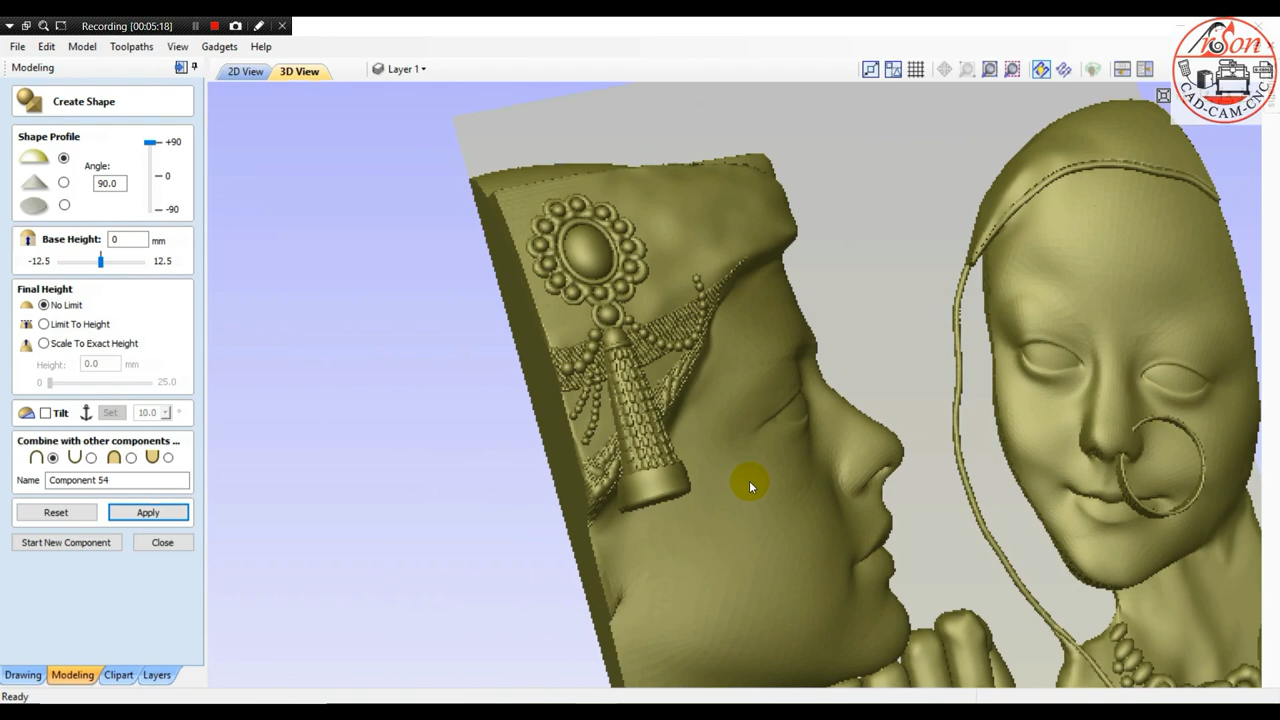 Recording [00:05:18]
File Edit Model Toolpaths View Gadgets Help
Modeling
2D View 3D View Layer 1
Create Shape
Shape Profile
+90
Angle:
0
90.0
-90
Base Height: 0 mm
-12.5 12.5
Final Height
No Limit
Limit To Height
Scale To Exact Height
Height: 0.0 mm
0 25.0
Tilt Set 10.0 °
Combine with other components ...
Name Component 54
Reset Apply
Start New Component Close
Drawing Modeling Clipart Layers
Ready
CAD-CAM-CNC